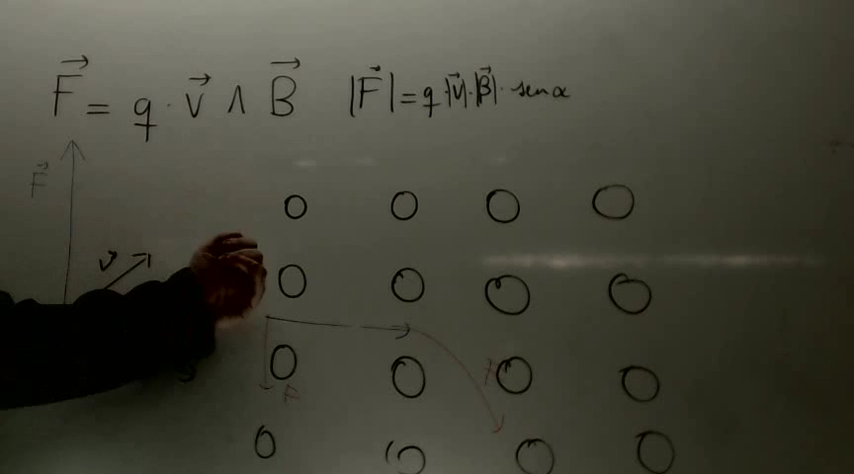 F⃗ = q · v⃗ ∧ B⃗ |F⃗| = q·|v⃗|·|B⃗|· sen α
F⃗
v
F
F